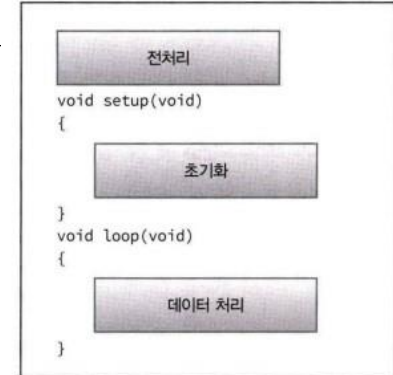 전처리
void setup(void)
{
초기화
}
void loop(void)
{
데이터 처리
}